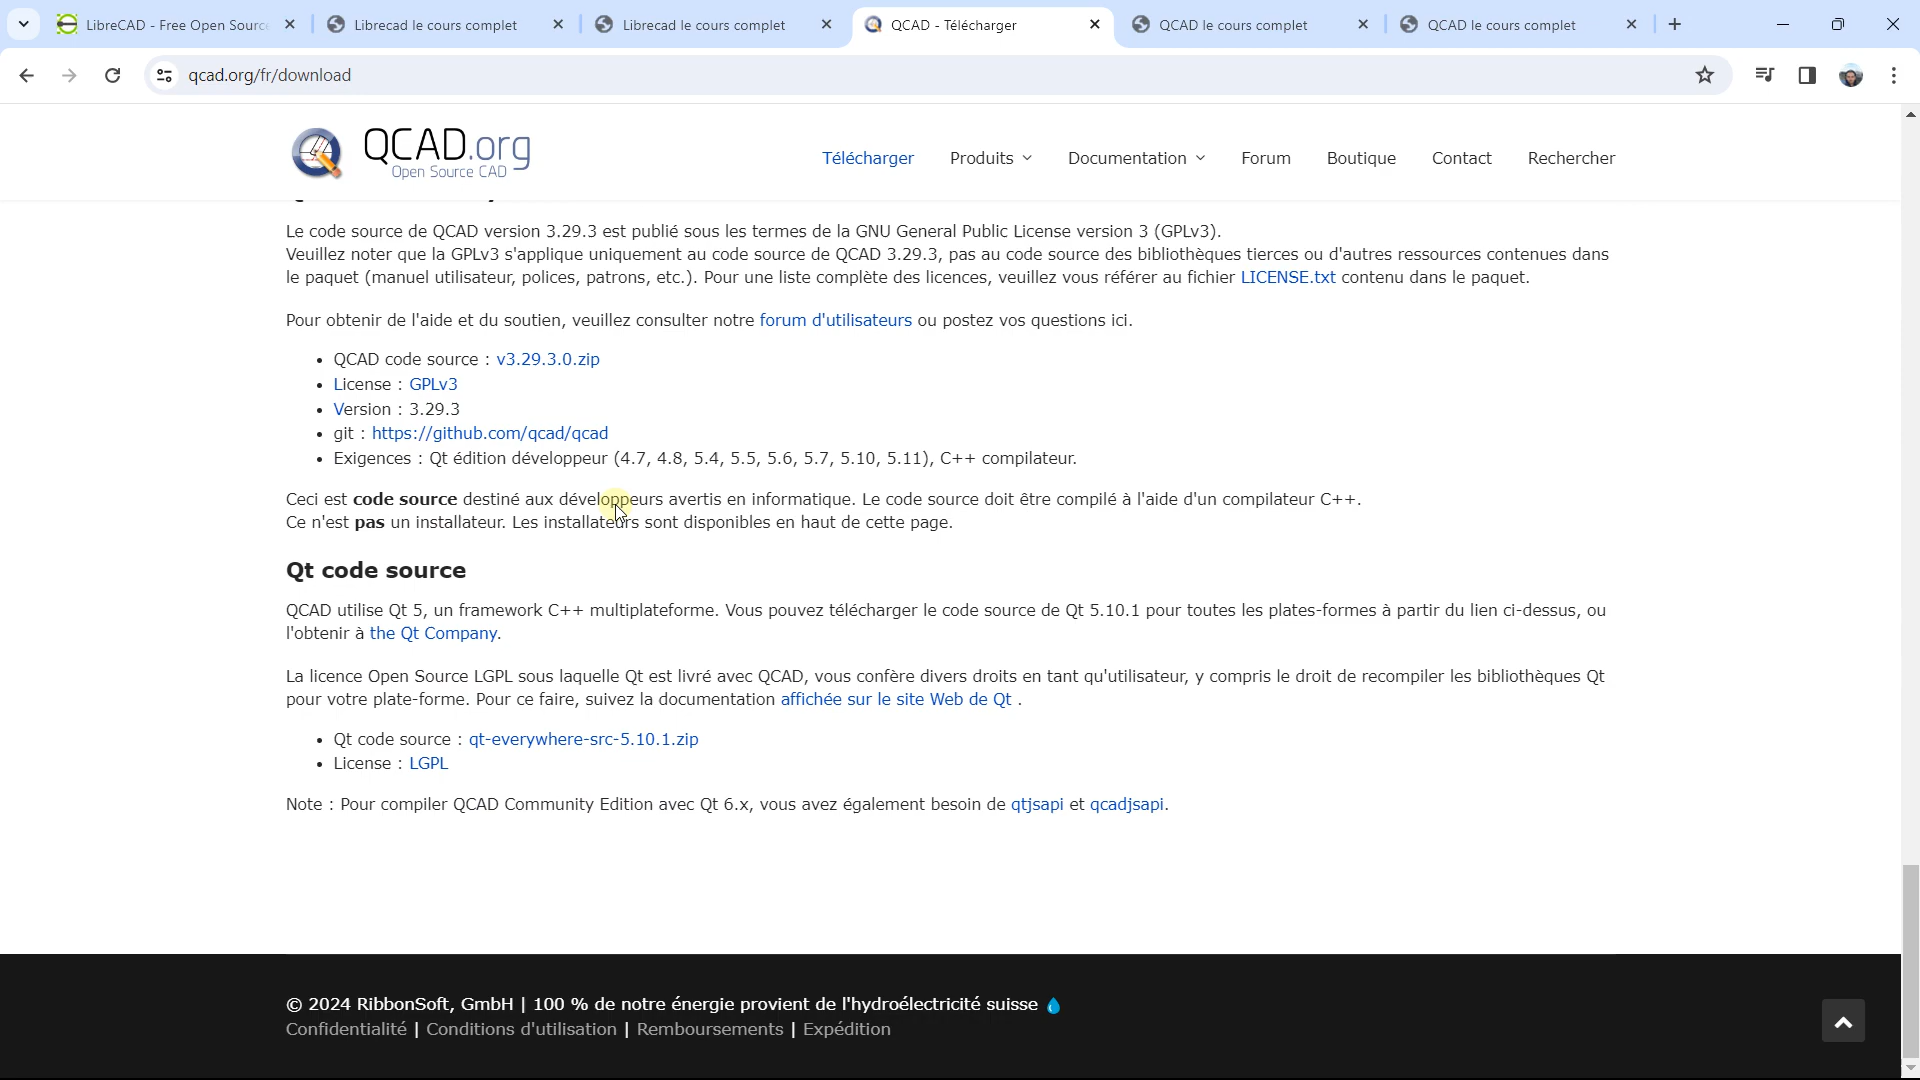 LibreCAD - Free Open Source
Librecad le cours complet
Librecad le cours complet
QCAD - Télécharger
QCAD le cours complet
QCAD le cours complet
qcad.org/fr/download
QCAD.org
Open Source CAD
Télécharger
Produits
Documentation
Forum
Boutique
Contact
Rechercher
Le code source de QCAD version 3.29.3 est publié sous les termes de la GNU General Public License version 3 (GPLv3).
Veuillez noter que la GPLv3 s'applique uniquement au code source de QCAD 3.29.3, pas au code source des bibliothèques tierces ou d'autres ressources contenues dans
le paquet (manuel utilisateur, polices, patrons, etc.). Pour une liste complète des licences, veuillez vous référer au fichier LICENSE.txt contenu dans le paquet.
Pour obtenir de l'aide et du soutien, veuillez consulter notre forum d'utilisateurs ou postez vos questions ici.
• QCAD code source : v3.29.3.0.zip
• License : GPLv3
• Version : 3.29.3
• git : https://github.com/qcad/qcad
• Exigences : Qt édition développeur (4.7, 4.8, 5.4, 5.5, 5.6, 5.7, 5.10, 5.11), C++ compilateur.
Ceci est code source destiné aux développeurs avertis en informatique. Le code source doit être compilé à l'aide d'un compilateur C++.
Ce n'est pas un installateur. Les installateurs sont disponibles en haut de cette page.
Qt code source
QCAD utilise Qt 5, un framework C++ multiplateforme. Vous pouvez télécharger le code source de Qt 5.10.1 pour toutes les plates-formes à partir du lien ci-dessus, ou
l'obtenir à the Qt Company.
La licence Open Source LGPL sous laquelle Qt est livré avec QCAD, vous confère divers droits en tant qu'utilisateur, y compris le droit de recompiler les bibliothèques Qt
pour votre plate-forme. Pour ce faire, suivez la documentation affichée sur le site Web de Qt .
• Qt code source : qt-everywhere-src-5.10.1.zip
• License : LGPL
Note : Pour compiler QCAD Community Edition avec Qt 6.x, vous avez également besoin de qtjsapi et qcadjsapi.
© 2024 RibbonSoft, GmbH | 100 % de notre énergie provient de l'hydroélectricité suisse
Confidentialité | Conditions d'utilisation | Remboursements | Expédition